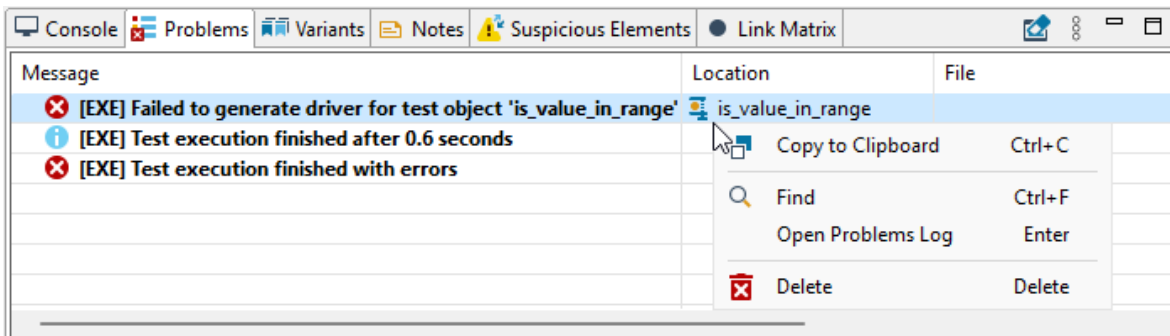 Console Problems Variants Notes Suspicious Elements Link Matrix
Message Location File
[EXE] Failed to generate driver for test object 'is_value_in_range' is_value_in_range
[EXE] Test execution finished after 0.6 seconds
[EXE] Test execution finished with errors
Copy to Clipboard Ctrl+C
Find Ctrl+F
Open Problems Log Enter
Delete Delete